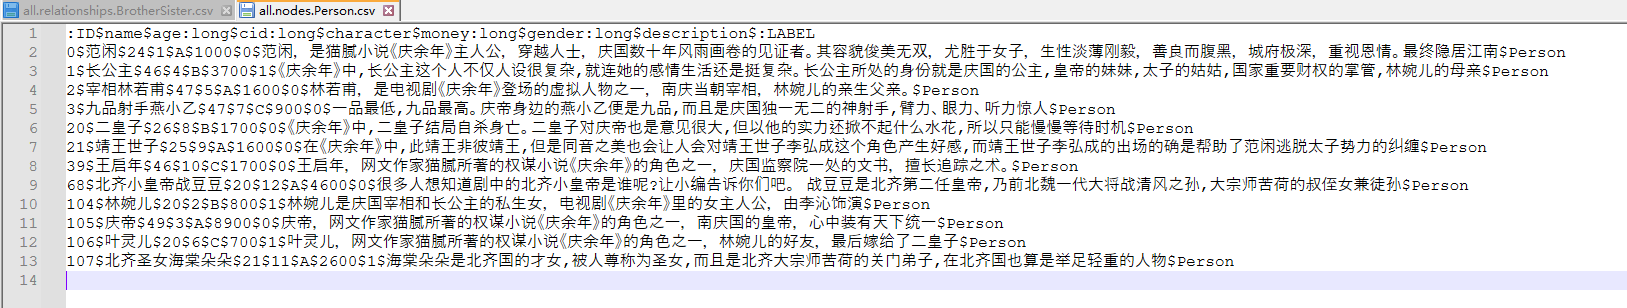 all.relationships.BrotherSister.csv all.nodes.Person.csv
1 :ID$name$age:long$cid:long$character$money:long$gender:long$description$:LABEL
2 0$范闲$24$1$A$1000$0$范闲，是猫腻小说《庆余年》主人公，穿越人士，庆国数十年风雨画卷的见证者。其容貌俊美无双，尤胜于女子，生性淡薄刚毅，善良而腹黑，城府极深，重视恩情。最终隐居江南$Person
3 1$长公主$46$4$B$3700$1$《庆余年》中,长公主这个人不仅人设很复杂,就连她的感情生活还是挺复杂。长公主所处的身份就是庆国的公主,皇帝的妹妹,太子的姑姑,国家重要财权的掌管,林婉儿的母亲$Person
4 2$宰相林若甫$47$5$A$1600$0$林若甫，是电视剧《庆余年》登场的虚拟人物之一，南庆当朝宰相，林婉儿的亲生父亲。$Person
5 3$九品射手燕小乙$47$7$C$900$0$一品最低,九品最高。庆帝身边的燕小乙便是九品,而且是庆国独一无二的神射手,臂力、眼力、听力惊人$Person
6 20$二皇子$26$8$B$1700$0$《庆余年》中,二皇子结局自杀身亡。二皇子对庆帝也是意见很大,但以他的实力还掀不起什么水花,所以只能慢慢等待时机$Person
7 21$靖王世子$25$9$A$1600$0$在《庆余年》中,此靖王非彼靖王,但是同音之美也会让人会对靖王世子李弘成这个角色产生好感,而靖王世子李弘成的出场的确是帮助了范闲逃脱太子势力的纠缠$Person
8 39$王启年$46$10$C$1700$0$王启年，网文作家猫腻所著的权谋小说《庆余年》的角色之一，庆国监察院一处的文书，擅长追踪之术。$Person
9 68$北齐小皇帝战豆豆$20$12$A$4600$0$很多人想知道剧中的北齐小皇帝是谁呢?让小编告诉你们吧。 战豆豆是北齐第二任皇帝,乃前北魏一代大将战清风之孙,大宗师苦荷的叔侄女兼徒孙$Person
10 104$林婉儿$20$2$B$800$1$林婉儿是庆国宰相和长公主的私生女，电视剧《庆余年》里的女主人公，由李沁饰演$Person
11 105$庆帝$49$3$A$8900$0$庆帝，网文作家猫腻所著的权谋小说《庆余年》的角色之一，南庆国的皇帝，心中装有天下统一$Person
12 106$叶灵儿$20$6$C$700$1$叶灵儿，网文作家猫腻所著的权谋小说《庆余年》的角色之一，林婉儿的好友，最后嫁给了二皇子$Person
13 107$北齐圣女海棠朵朵$21$11$A$2600$1$海棠朵朵是北齐国的才女,被人尊称为圣女,而且是北齐大宗师苦荷的关门弟子,在北齐国也算是举足轻重的人物$Person
14